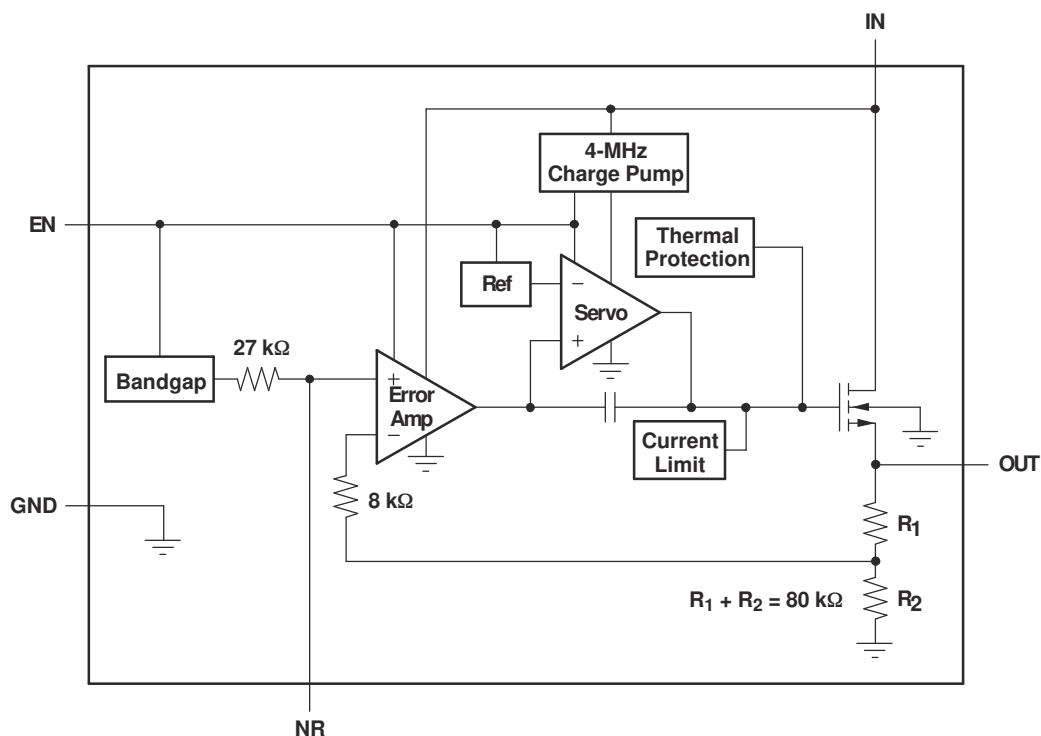 IN
4-MHz
Charge Pump
EN
Thermal
Protection
Ref
−
Servo
+
27 kΩ
Bandgap
+
Error
Amp
−
Current
Limit
OUT
8 kΩ
GND
R1
R1 + R2 = 80 kΩ
R2
NR